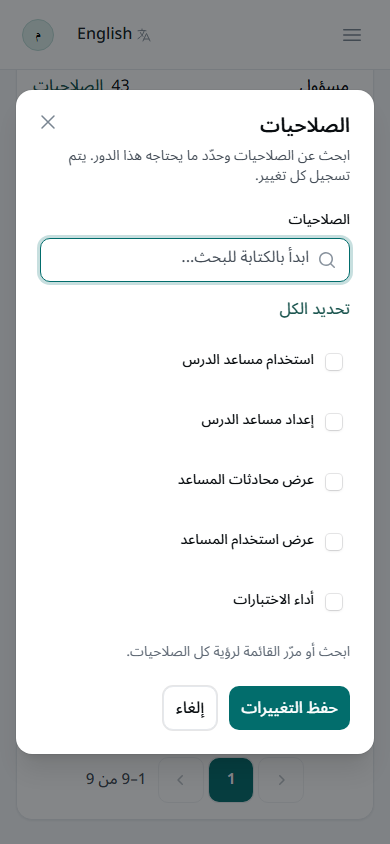 م
English
مسؤول
43 الصلاحيات
الصلاحيات
ابحث عن الصلاحيات وحدّد ما يحتاجه هذا الدور. يتم
تسجيل كل تغيير.
الصلاحيات
ابدأ بالكتابة للبحث...
تحديد الكل
استخدام مساعد الدرس
إعداد مساعد الدرس
عرض محادثات المساعد
عرض استخدام المساعد
أداء الاختبارات
ابحث أو مرّر القائمة لرؤية كل الصلاحيات.
حفظ التغييرات
إلغاء
1
1–9 من 9